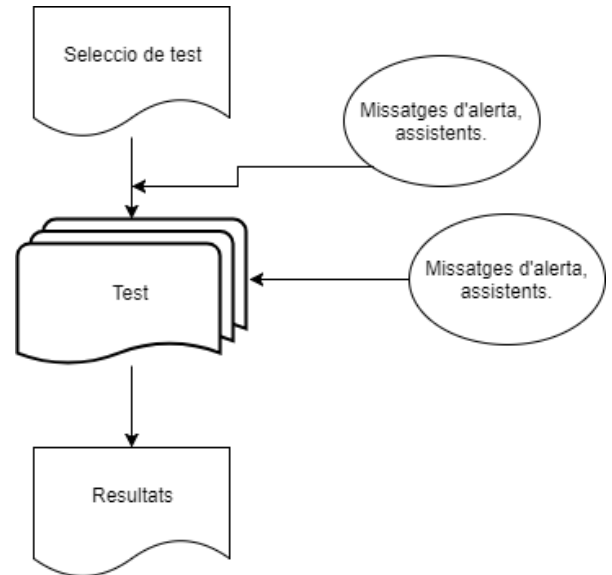 Seleccio de test
Missatges d'alerta,
assistents.
Missatges d'alerta,
assistents.
Test
Resultats